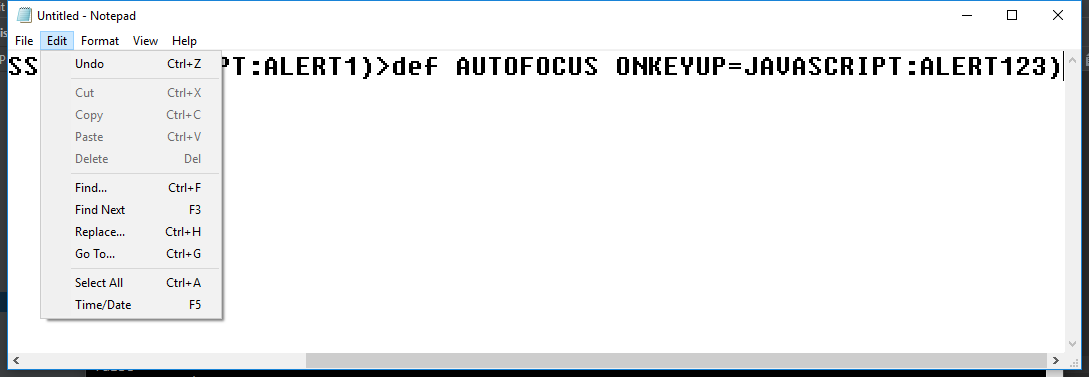 Untitled - Notepad
File Edit Format View Help
SS PT:ALERT1)>def AUTOFOCUS ONKEYUP=JAVASCRIPT:ALERT123)
Undo Ctrl+Z
Cut Ctrl+X
Copy Ctrl+C
Paste Ctrl+V
Delete Del
Find... Ctrl+F
Find Next F3
Replace... Ctrl+H
Go To... Ctrl+G
Select All Ctrl+A
Time/Date F5